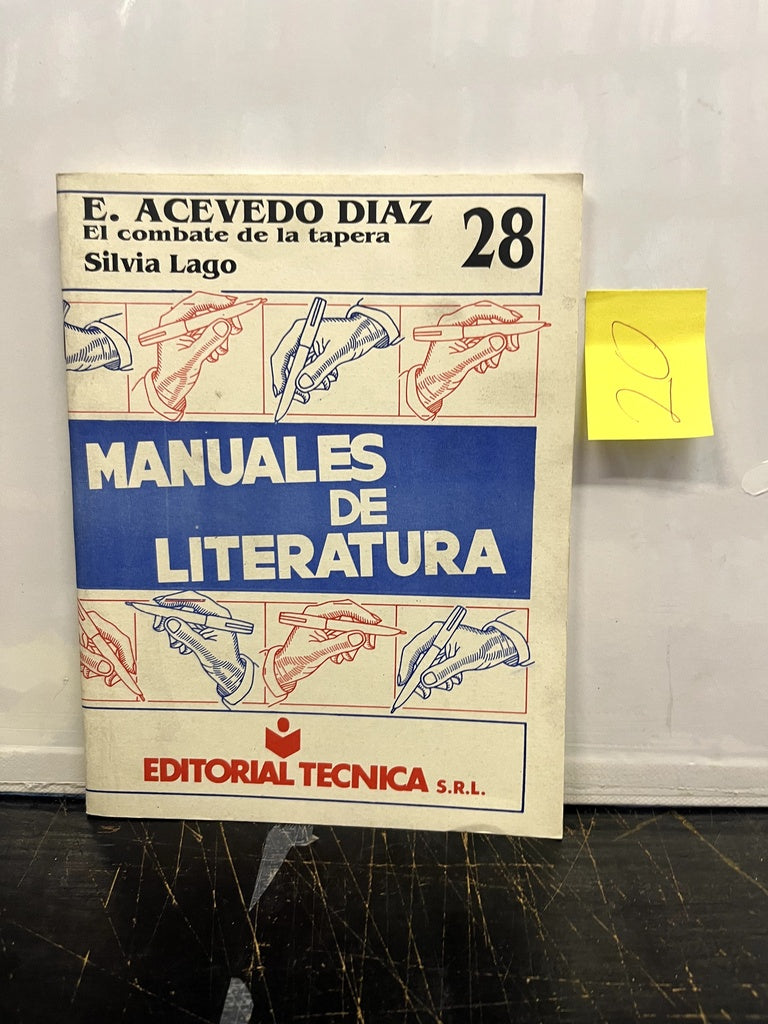 E. ACEVEDO DIAZ
El combate de la tapera
Silvia Lago
28
20
MANUALES
DE
LITERATURA
EDITORIAL TECNICA S.R.L.